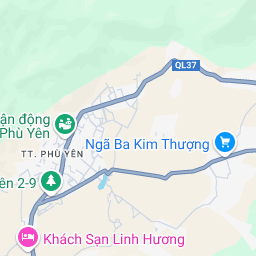 QL37
ận động
Phù Yên
Ngã Ba Kim Thượng
TT. PHÙ YÊN
ên 2-9
Khách Sạn Linh Hương